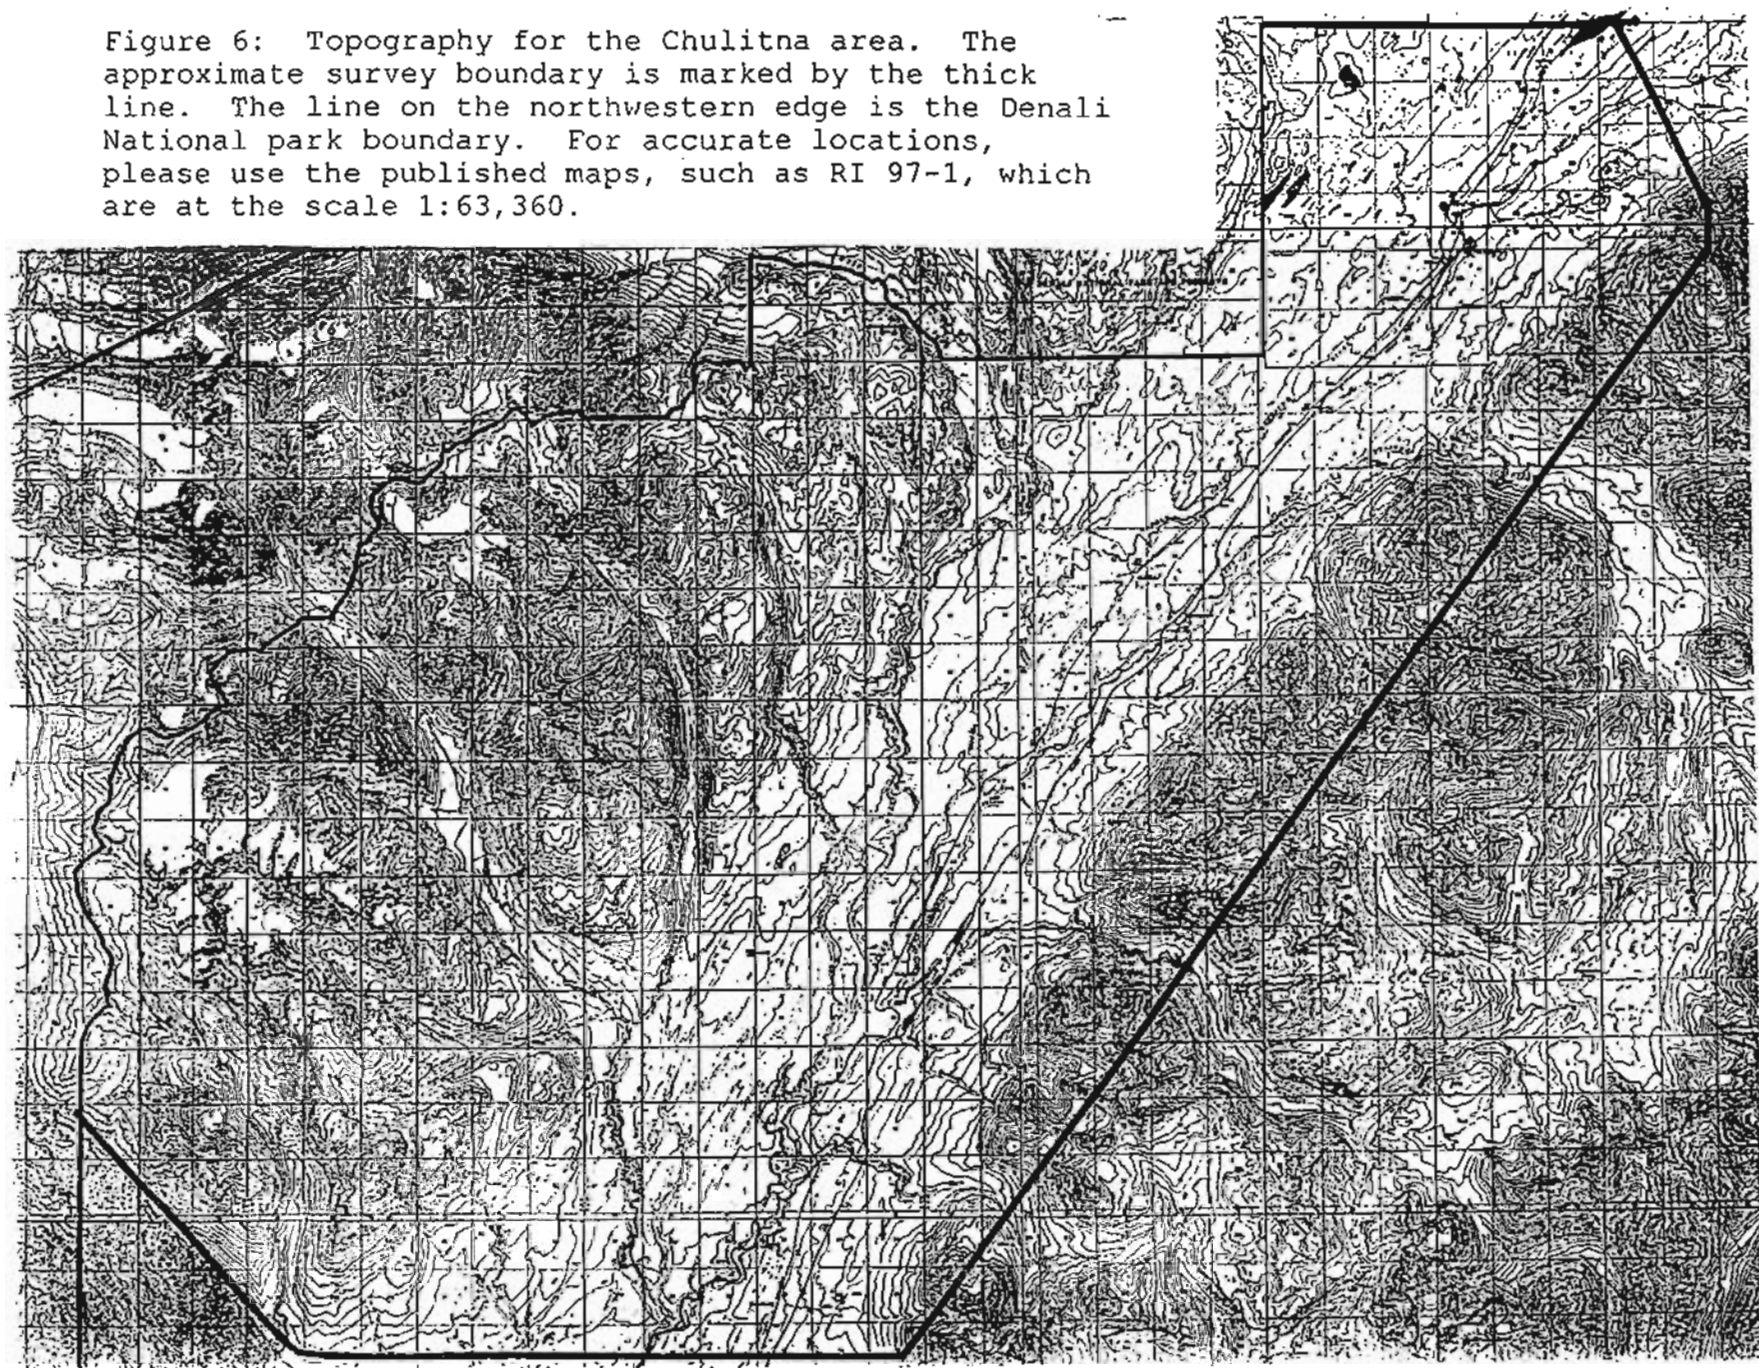 Figure 6:  Topography for the Chulitna area.  The
approximate survey boundary is marked by the thick
line.  The line on the northwestern edge is the Denali
National park boundary.  For accurate locations,
please use the published maps, such as RI 97-1, which
are at the scale 1:63,360.